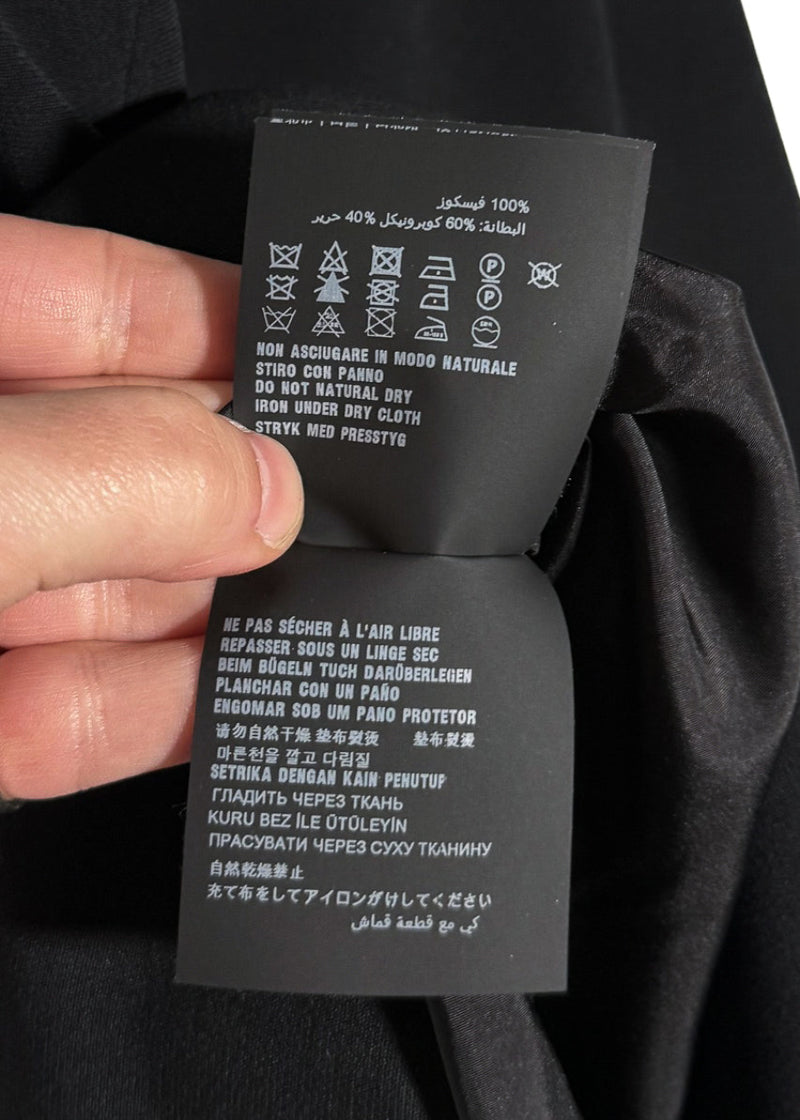 100% فيسكوز
البطانة: 60% كوبرونيكل 40% حرير
P
W
P
NON ASCIUGARE IN MODO NATURALE
STIRO CON PANNO
DO NOT NATURAL DRY
IRON UNDER DRY CLOTH
STRYK MED PRESSTYG
NE PAS SÉCHER À L'AIR LIBRE
REPASSER SOUS UN LINGE SEC
BEIM BÜGELN TUCH DARÜBERLEGEN
PLANCHAR CON UN PAÑO
ENGOMAR SOB UM PANO PROTETOR
请勿自然干燥 垫布熨烫 垫布熨烫
마른천을 깔고 다림질
SETRIKA DENGAN KAIN PENUTUP
ГЛАДИТЬ ЧЕРЕЗ ТКАНЬ
KURU BEZ İLE ÜTÜLEYİN
ПРАСУВАТИ ЧЕРЕЗ СУХУ ТКАНИНУ
自然乾燥禁止
充て布をしてアイロンがけしてください
كي مع قطعة قماش